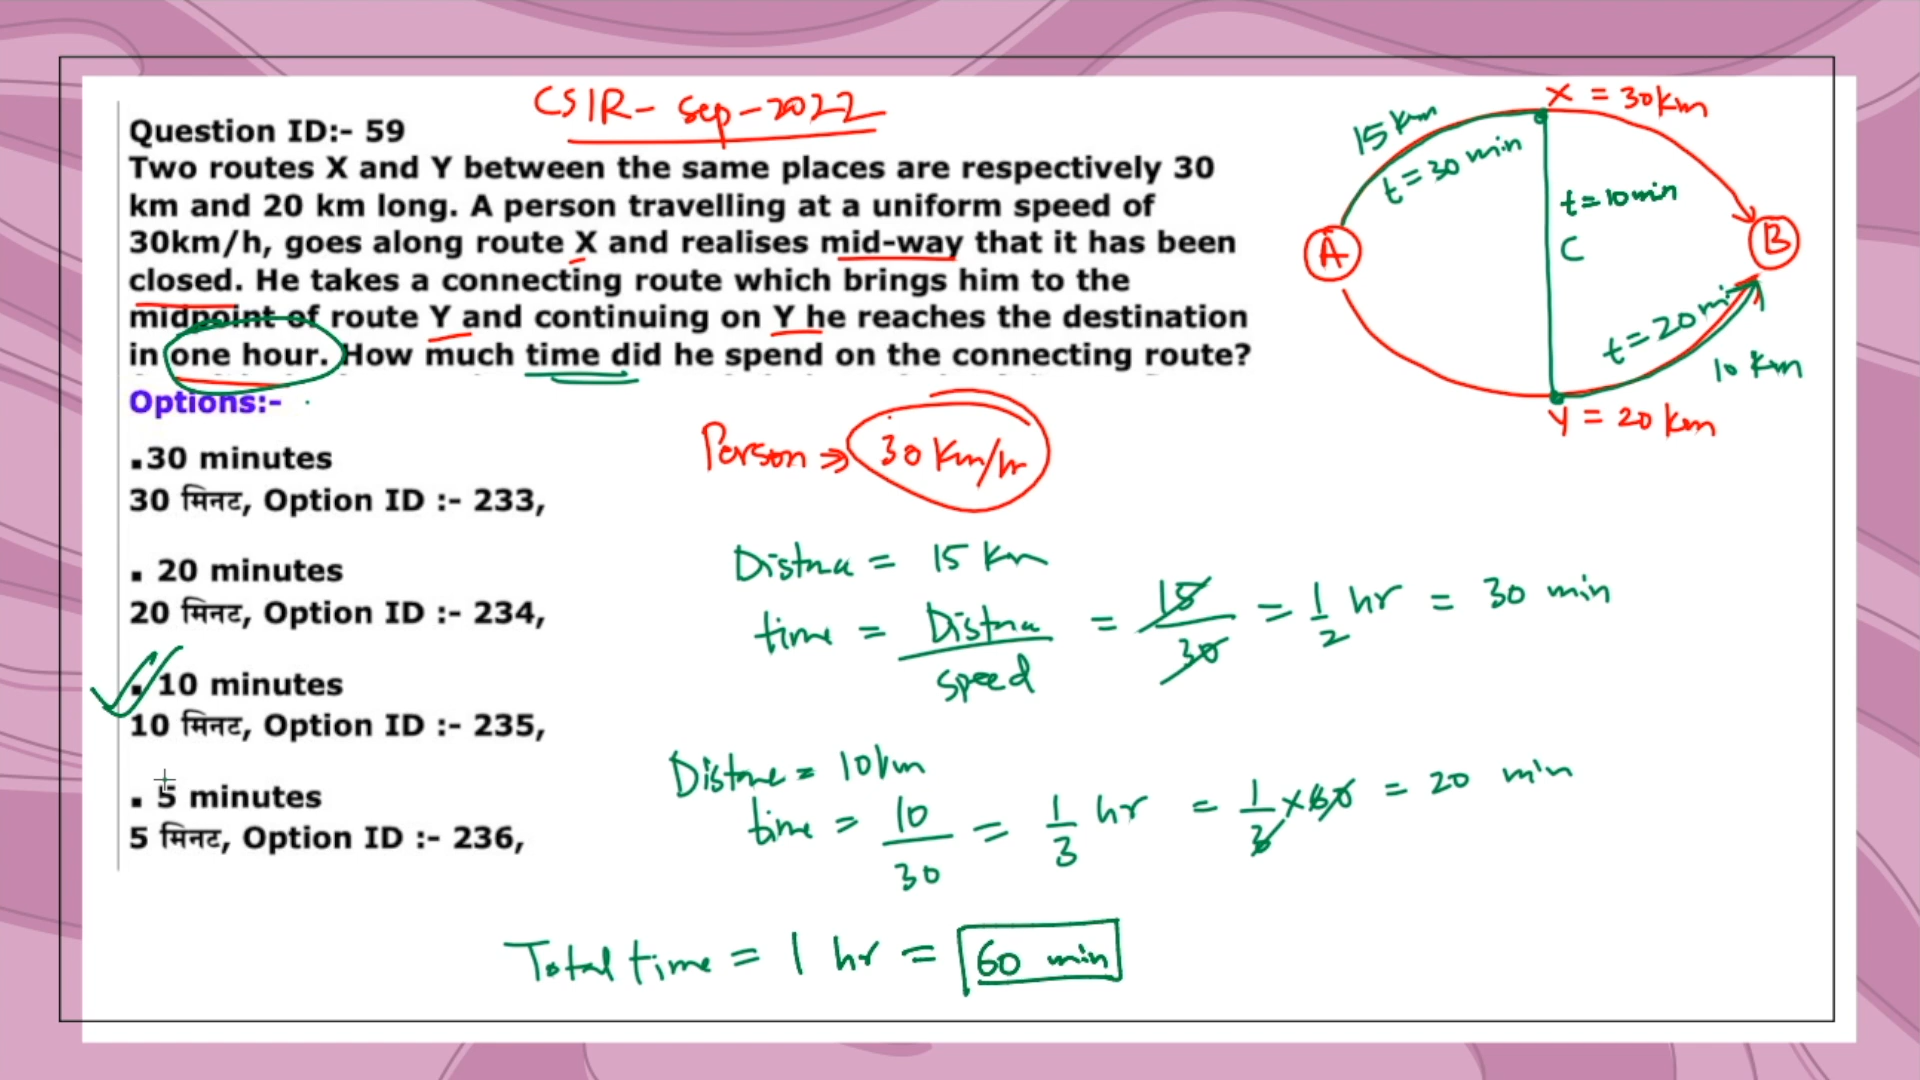 CSIR- Sep-2022
Question ID:- 59
Two routes X and Y between the same places are respectively 30
km and 20 km long. A person travelling at a uniform speed of
30km/h, goes along route X and realises mid-way that it has been
closed. He takes a connecting route which brings him to the
midpoint of route Y and continuing on Y he reaches the destination
in one hour. How much time did he spend on the connecting route?
Options:-
.30 minutes
30 मिनट, Option ID :- 233,
. 20 minutes
20 मिनट, Option ID :- 234,
. 10 minutes
10 मिनट, Option ID :- 235,
. 5 minutes
5 मिनट, Option ID :- 236,
X = 30km
15 km
t = 30 min
t = 10 min
C
A
B
t = 20 min
10 km
Y = 20 km
Person → 30 Km/hr
= 15 Km
time = / speed = 15/30 = 1/2 hr = 30 min
= 10 km
time = 10/30 = 1/3 hr = 1/3 × 60 = 20 min
Total time = 1 hr = 60 min